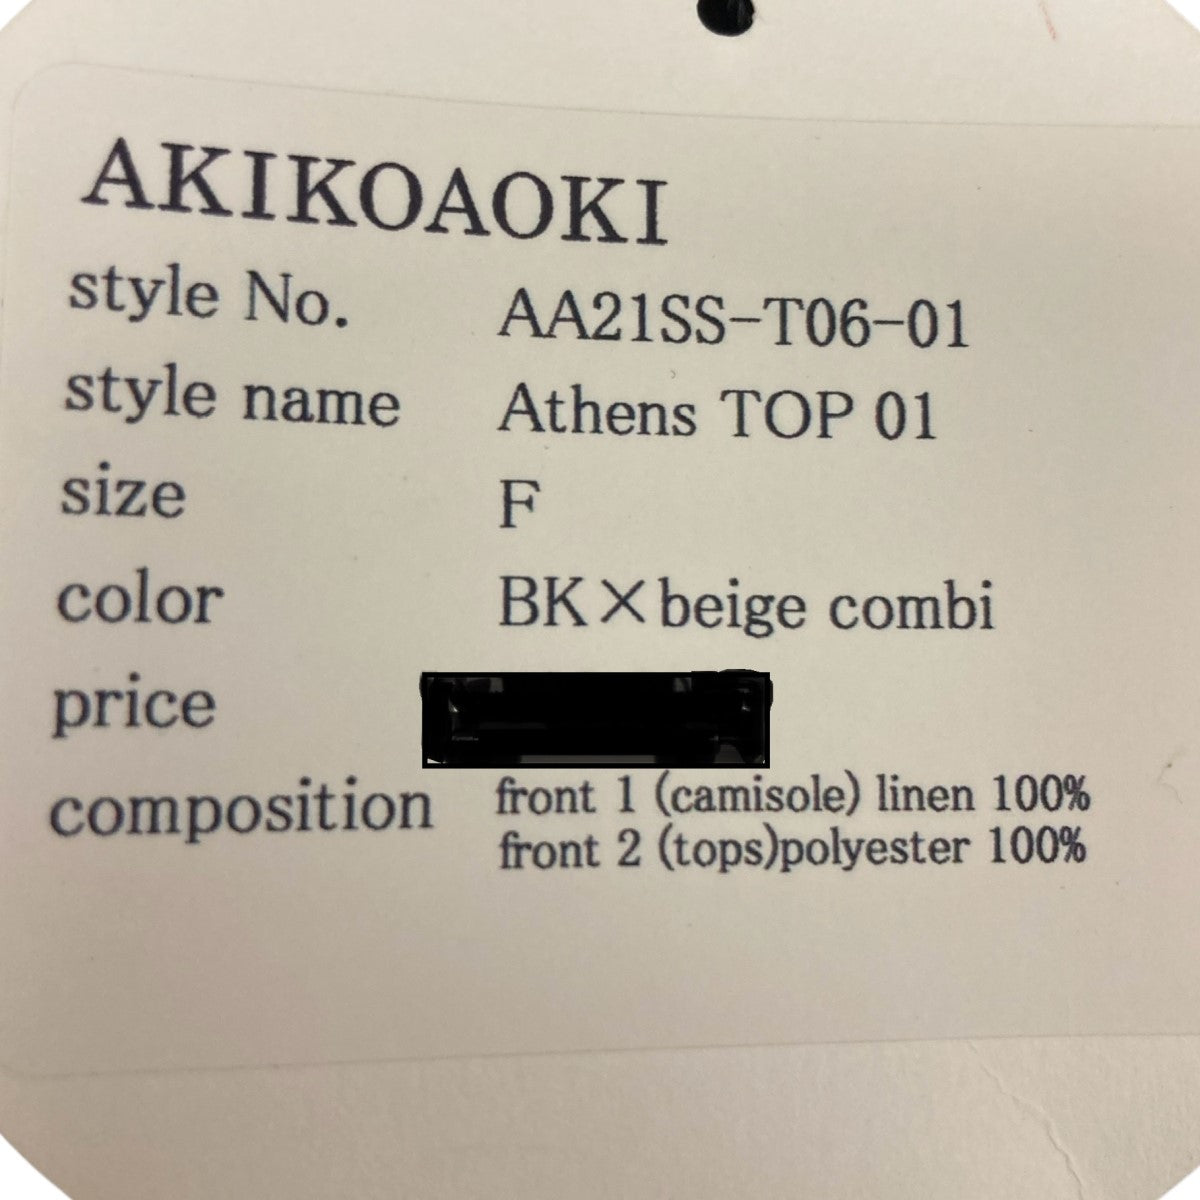 AKIKOAOKI
style No. AA21SS-T06-01
style name Athens TOP 01
size F
color BK×beige combi
price
composition front 1 (camisole) linen 100%
front 2 (tops)polyester 100%